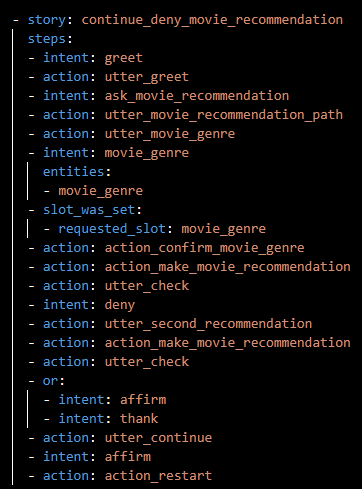 - story: continue_deny_movie_recommendation
steps:
- intent: greet
- action: utter_greet
- intent: ask_movie_recommendation
- action: utter_movie_recommendation_path
- action: utter_movie_genre
- intent: movie_genre
entities:
- movie_genre
- slot_was_set:
- requested_slot: movie_genre
- action: action_confirm_movie_genre
- action: action_make_movie_recommendation
- action: utter_check
- intent: deny
- action: utter_second_recommendation
- action: action_make_movie_recommendation
- action: utter_check
- or:
- intent: affirm
- intent: thank
- action: utter_continue
- intent: affirm
- action: action_restart